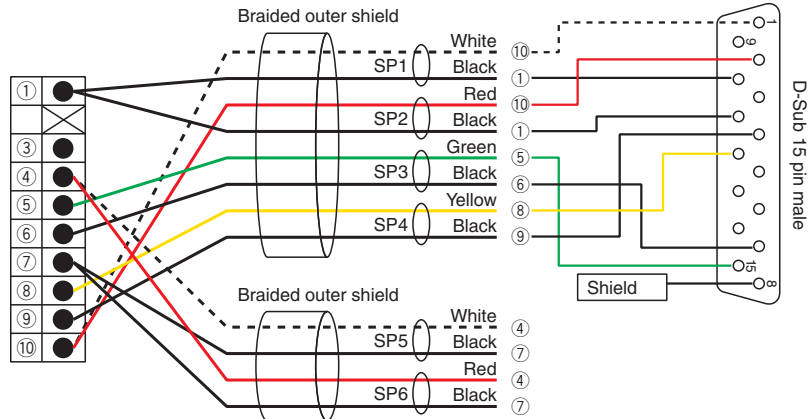 Braided outer shield
White ⑩
SP1 Black ①
Red ⑩
SP2 Black ①
Green ⑤
SP3 Black ⑥
Yellow ⑧
SP4 Black ⑨
①
③
④
⑤
⑥
⑦
⑧
⑨
⑩
Braided outer shield
White ④
SP5 Black ⑦
Red ④
SP6 Black ⑦
1
9
15
8
Shield
D-Sub 15 pin male